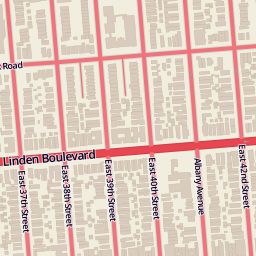 Road
Linden Boulevard
East 37th Street
East 38th Street
East 39th Street
East 40th Street
Albany Avenue
East 42nd Street